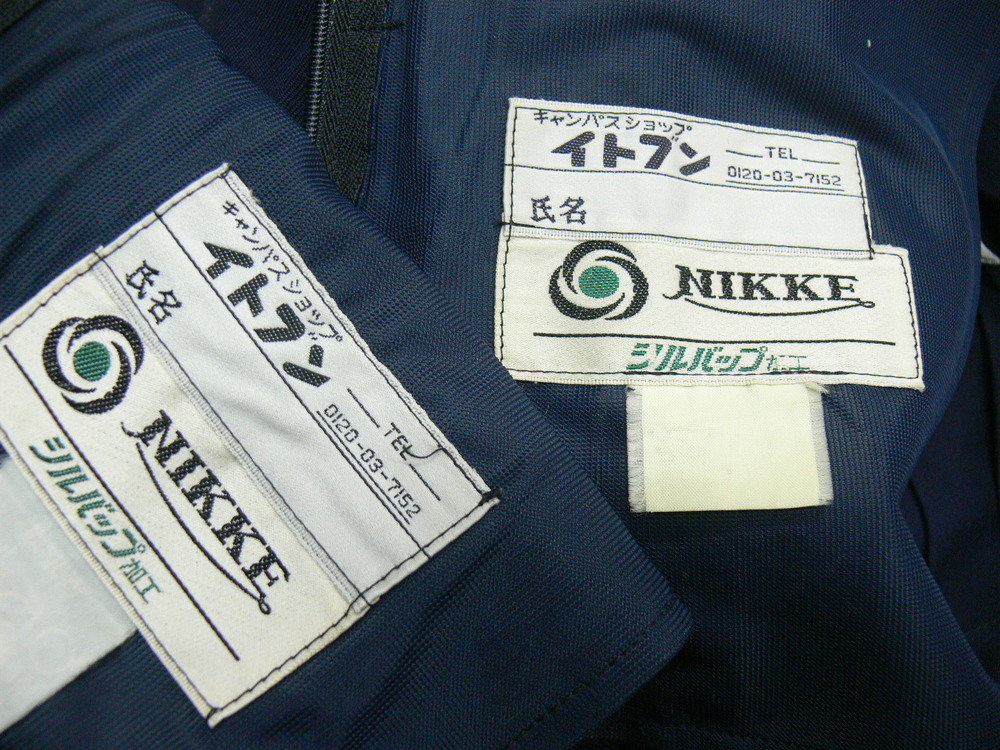 キャンパスショップ
イトブン
TEL
0120-03-7152
氏名
NIKKE
シルバップ加工
キャンパスショップ
イトブン
TEL
0120-03-7152
氏名
NIKKE
シルバップ加工